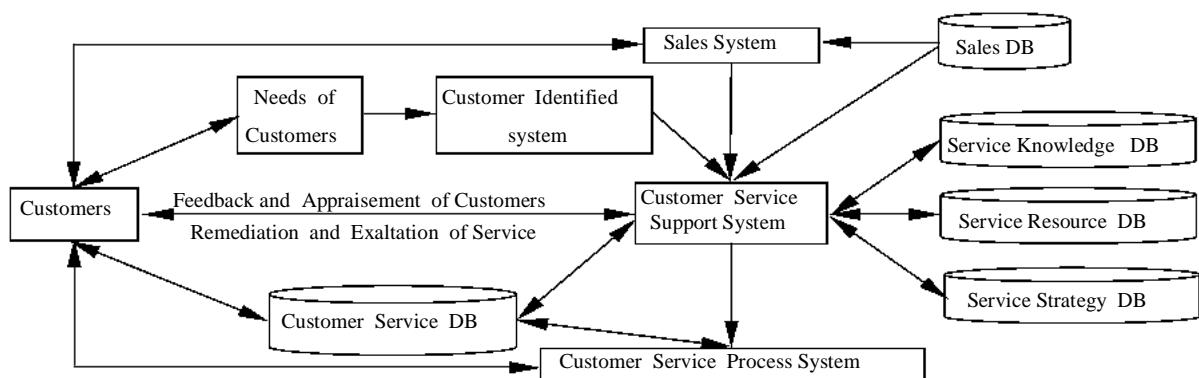 Sales System
Sales DB
Needs of
Customers
Customer Identified
system
Service Knowledge DB
Customers
Feedback and Appraisement of Customers
Remediation and Exaltation of Service
Customer Service
Support System
Service Resource DB
Service Strategy DB
Customer Service DB
Customer Service Process System